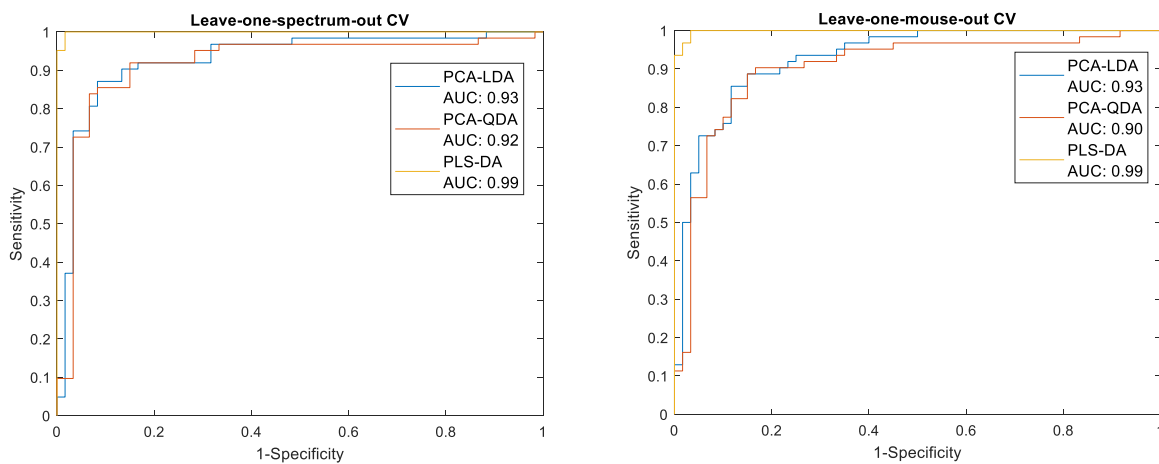 Leave-one-spectrum-out CV
1
0.9
0.8
0.7
0.6
0.5
0.4
0.3
0.2
0.1
0
Sensitivity
0
0.2
0.4
0.6
0.8
1
1-Specificity
PCA-LDA
AUC: 0.93
PCA-QDA
AUC: 0.92
PLS-DA
AUC: 0.99
Leave-one-mouse-out CV
1
0.9
0.8
0.7
0.6
0.5
0.4
0.3
0.2
0.1
0
Sensitivity
0
0.2
0.4
0.6
0.8
1
1-Specificity
PCA-LDA
AUC: 0.93
PCA-QDA
AUC: 0.90
PLS-DA
AUC: 0.99